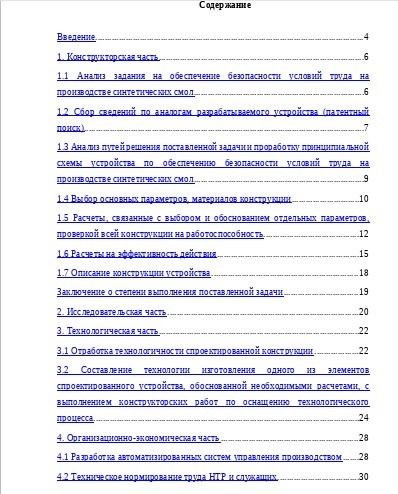 Содержание
Введение 4
1. Конструкторская часть 6
1.1 Анализ задания на обеспечение безопасности условий труда на
производстве синтетических смол 6
1.2 Сбор сведений по аналогам разрабатываемого устройства (патентный
поиск) 7
1.3 Анализ путей решения поставленной задачи и проработку принципиальной
схемы устройства по обеспечению безопасности условий труда на
производстве синтетических смол 9
1.4 Выбор основных параметров, материалов конструкции 10
1.5 Расчеты, связанные с выбором и обоснованием отдельных параметров,
проверкой всей конструкции на работоспособность 12
1.6 Расчеты на эффективность действия 15
1.7 Описание конструкции устройства 18
Заключение о степени выполнения поставленной задачи 19
2. Исследовательская часть 20
3. Технологическая часть 22
3.1 Отработка технологичности спроектированной конструкции 22
3.2 Составление технологии изготовления одного из элементов
спроектированного устройства, обоснованной необходимыми расчетами, с
выполнением конструкторских работ по оснащению технологического
процесса 24
4. Организационно-экономическая часть 28
4.1 Разработка автоматизированных систем управления производством 28
4.2 Техническое нормирование труда НТР и служащих 30